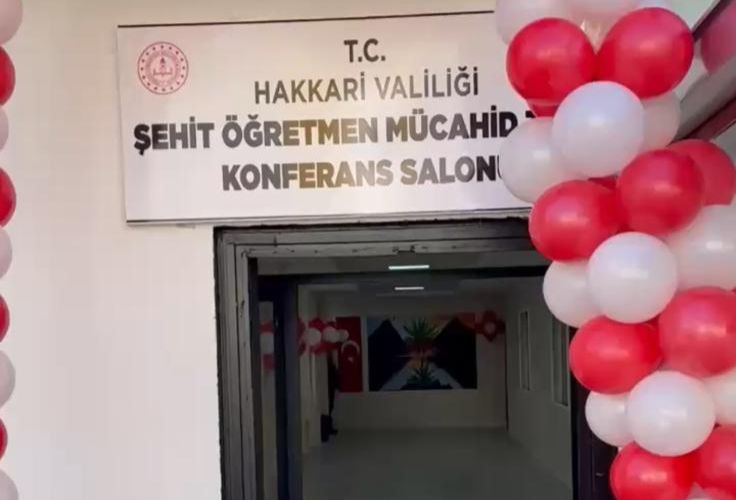 T.C.
HAKKARİ VALİLİĞİ
ŞEHİT ÖĞRETMEN MÜCAHİD
KONFERANS SALONU